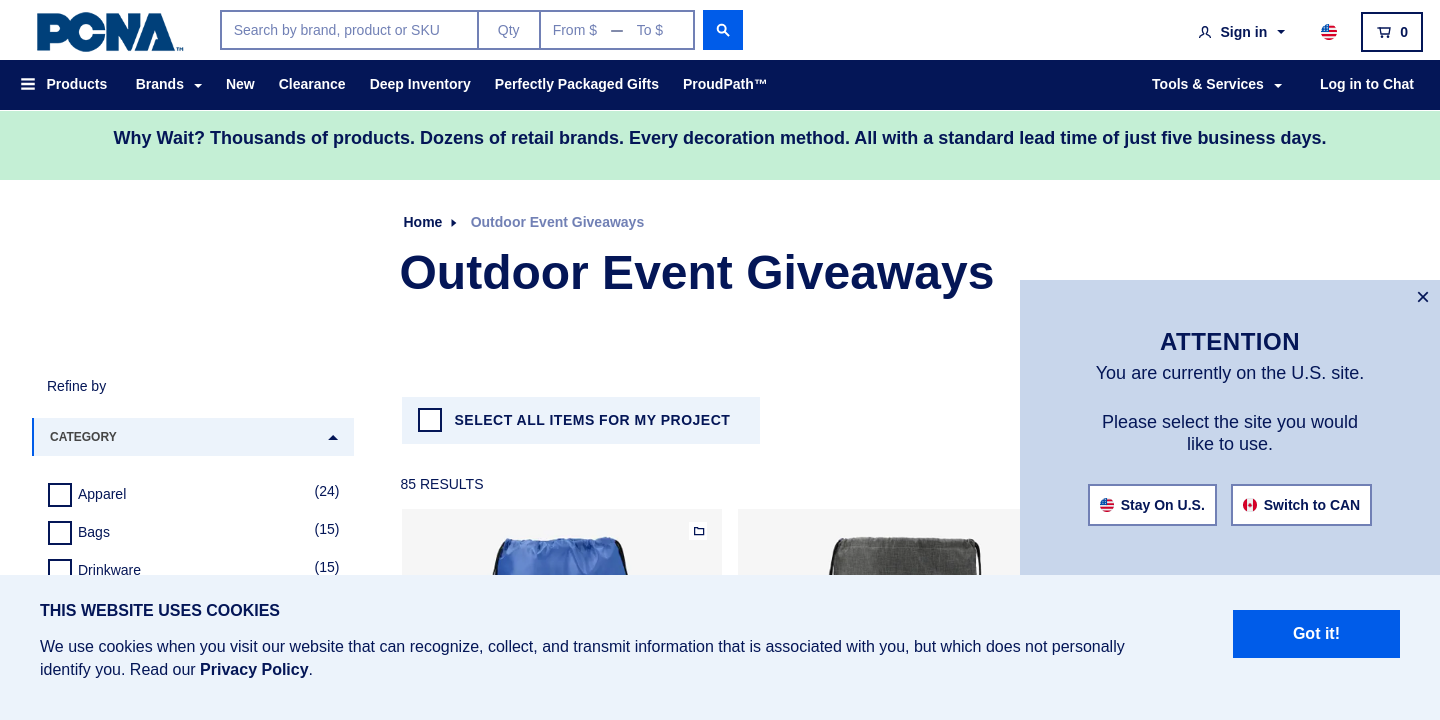 PCNA™
Search by brand, product or SKU Qty From $ — To $
Sign in
0
Products Brands New Clearance Deep Inventory Perfectly Packaged Gifts ProudPath™ Tools & Services Log in to Chat
Why Wait? Thousands of products. Dozens of retail brands. Every decoration method. All with a standard lead time of just five business days.
Home Outdoor Event Giveaways
Outdoor Event Giveaways
Refine by
CATEGORY
Apparel (24)
Bags (15)
Drinkware (15)
SELECT ALL ITEMS FOR MY PROJECT
85 RESULTS
×
ATTENTION
You are currently on the U.S. site.
Please select the site you would
like to use.
Stay On U.S. Switch to CAN
THIS WEBSITE USES COOKIES
We use cookies when you visit our website that can recognize, collect, and transmit information that is associated with you, but which does not personally
identify you. Read our Privacy Policy.
Got it!